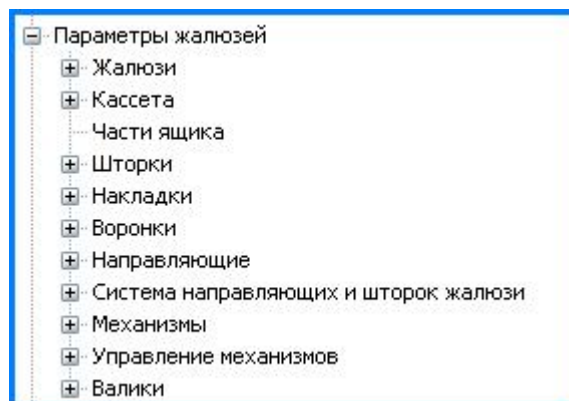 Параметры жалюзей
Жалюзи
Кассета
Части ящика
Шторки
Накладки
Воронки
Направляющие
Система направляющих и шторок жалюзи
Механизмы
Управление механизмов
Валики